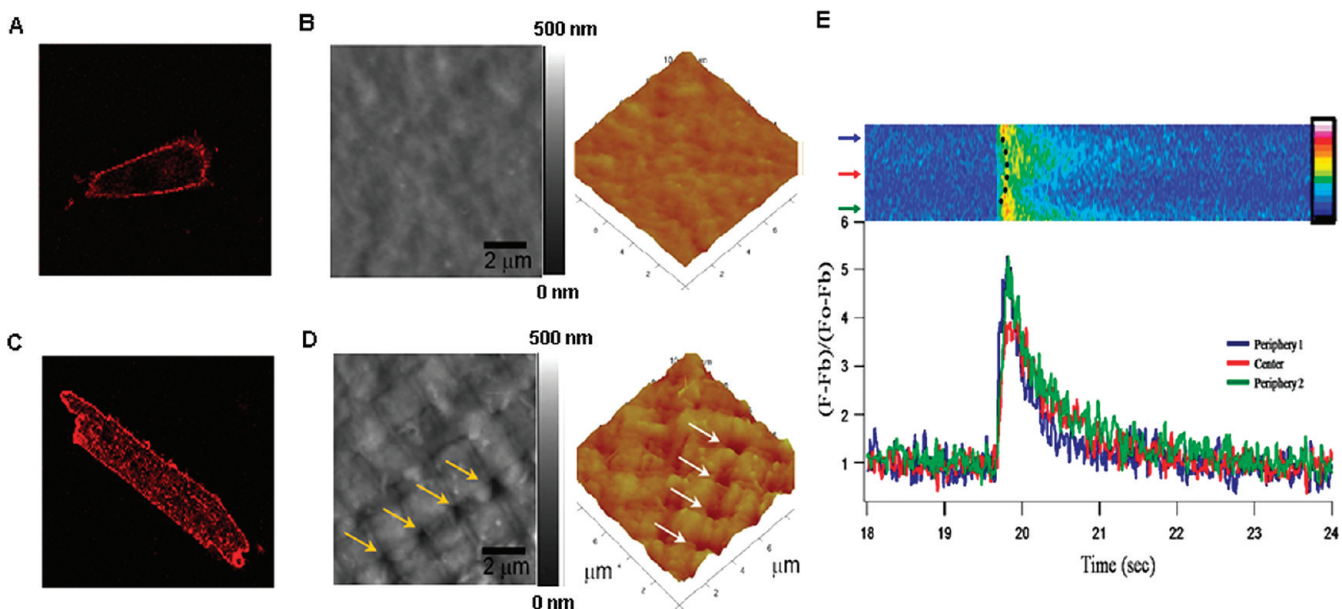 A
B
500 nm
2 μm
0 nm
C
D
500 nm
2 μm
0 nm
μm
μm
E
6
5
4
3
2
1
(F-Fb)/(Fo-Fb)
Periphery 1
Center
Periphery 2
18 19 20 21 22 23 24
Time (sec)